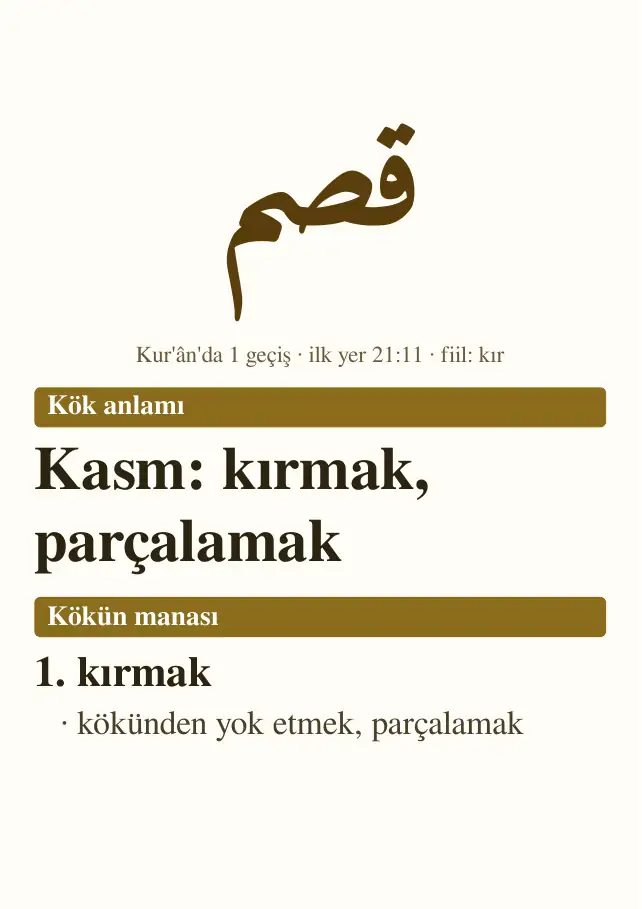 قصم
Kur'ân'da 1 geçiş · ilk yer 21:11 · fiil: kır
Kök anlamı
Kasm: kırmak,
parçalamak
Kökün manası
1. kırmak
· kökünden yok etmek, parçalamak